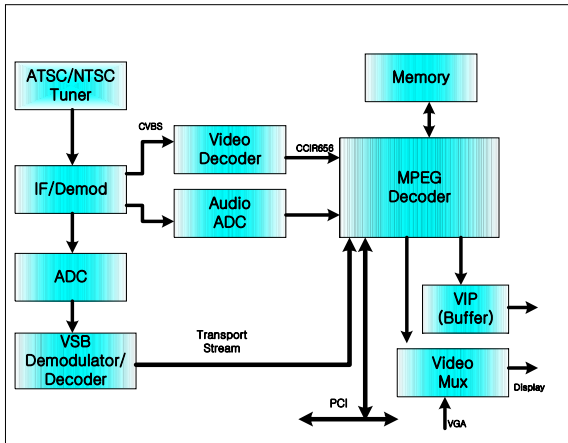 ATSC/NTSC
Tuner
Memory
CVBS
Video
Decoder
CCIR656
IF/Demod
MPEG
Decoder
Audio
ADC
ADC
VIP
(Buffer)
VSB
Demodulator/
Decoder
Transport
Stream
Video
Mux
Display
PCI
VGA